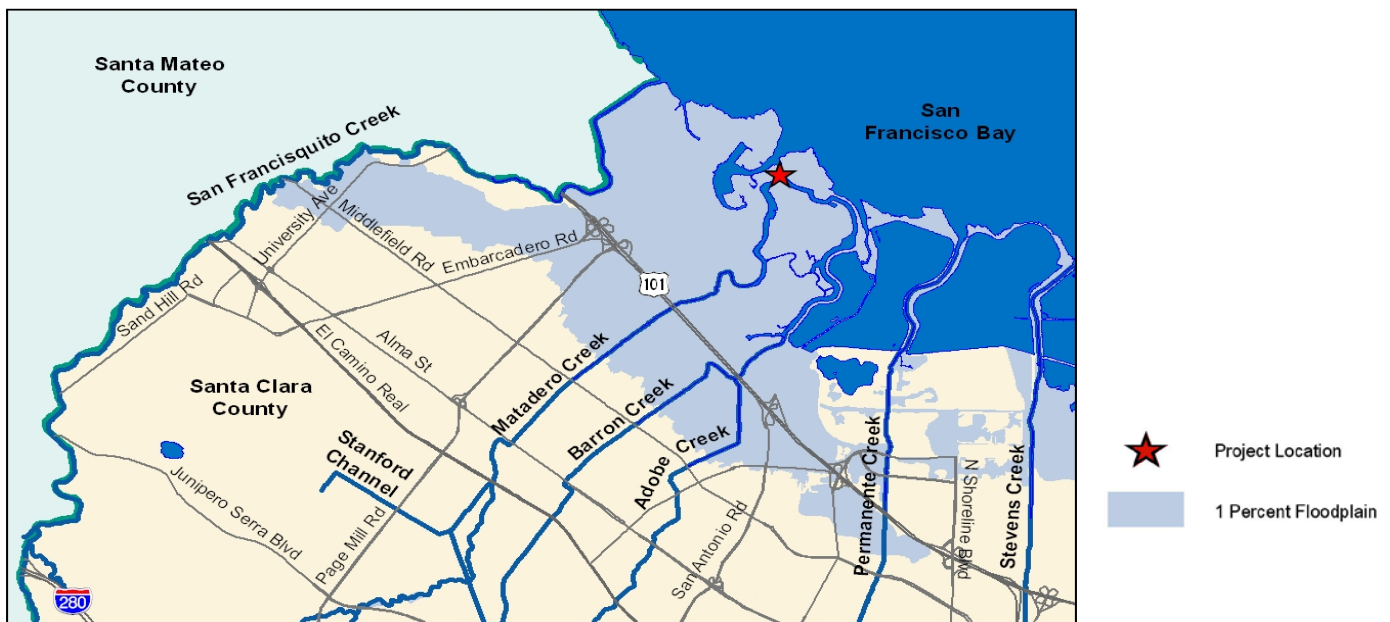 Santa Mateo
County
San
Francisco Bay
San Francisquito Creek
University Ave
Middlefield Rd
Embarcadero Rd
101
Sand Hill Rd
El Camino Real
Alma St
Santa Clara
County
Matadero Creek
Barron Creek
Adobe Creek
Stanford
Channel
Junipero Serra Blvd
Page Mill Rd
San Antonio Rd
Permanente Creek
N Shoreline Blvd
Stevens Creek
280
Project Location
1 Percent Floodplain